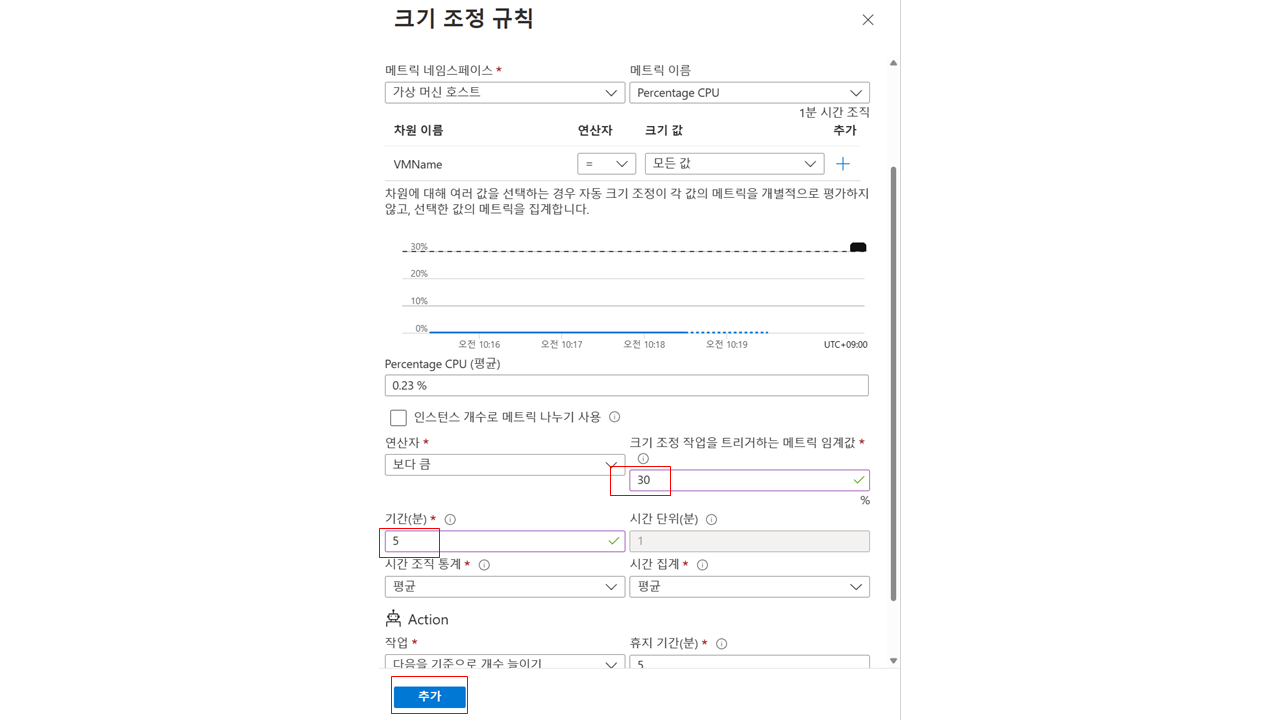 크기 조정 규칙
메트릭 네임스페이스 * 메트릭 이름
가상 머신 호스트 Percentage CPU
1분 시간 조직
차원 이름 연산자 크기 값 추가
VMName = 모든 값
차원에 대해 여러 값을 선택하는 경우 자동 크기 조정이 각 값의 메트릭을 개별적으로 평가하지
않고, 선택한 값의 메트릭을 집계합니다.
30%
20%
10%
0%
오전 10:16 오전 10:17 오전 10:18 오전 10:19 UTC+09:00
Percentage CPU (평균)
0.23 %
인스턴스 개수로 메트릭 나누기 사용
연산자 * 크기 조정 작업을 트리거하는 메트릭 임계값 *
보다 큼
30
%
기간(분) * 시간 단위(분)
5 1
시간 조직 통계 * 시간 집계 *
평균 평균
Action
작업 * 휴지 기간(분) *
다음을 기준으로 개수 늘이기 5
추가